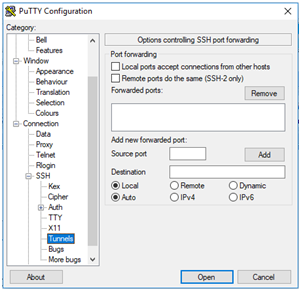 PuTTY Configuration
Category:
Bell
Features
Window
Appearance
Behaviour
Translation
Selection
Colours
Connection
Data
Proxy
Telnet
Rlogin
SSH
Kex
Cipher
Auth
TTY
X11
Tunnels
Bugs
More bugs
Options controlling SSH port forwarding
Port forwarding
Local ports accept connections from other hosts
Remote ports do the same (SSH-2 only)
Forwarded ports: Remove
Add new forwarded port:
Source port Add
Destination
Local Remote Dynamic
Auto IPv4 IPv6
About Open Cancel